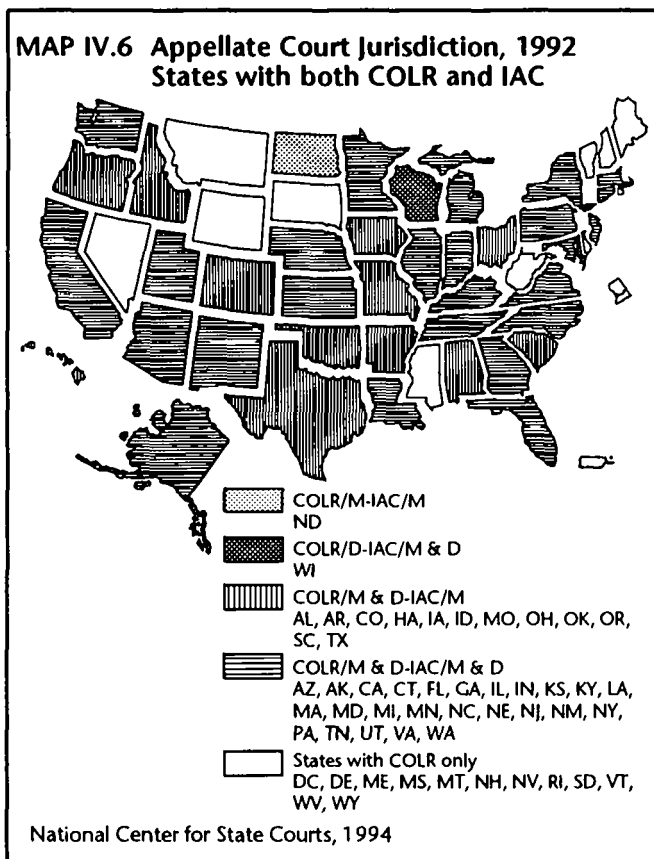 MAP IV.6 Appellate Court Jurisdiction, 1992
States with both COLR and IAC
COLR/M-IAC/M
ND
COLR/D-IAC/M & D
WI
COLR/M & D-IAC/M
AL, AR, CO, HA, IA, ID, MO, OH, OK, OR,
SC, TX
COLR/M & D-IAC/M & D
AZ, AK, CA, CT, FL, GA, IL, IN, KS, KY, LA,
MA, MD, MI, MN, NC, NE, NJ, NM, NY,
PA, TN, UT, VA, WA
States with COLR only
DC, DE, ME, MS, MT, NH, NV, RI, SD, VT,
WV, WY
National Center for State Courts, 1994